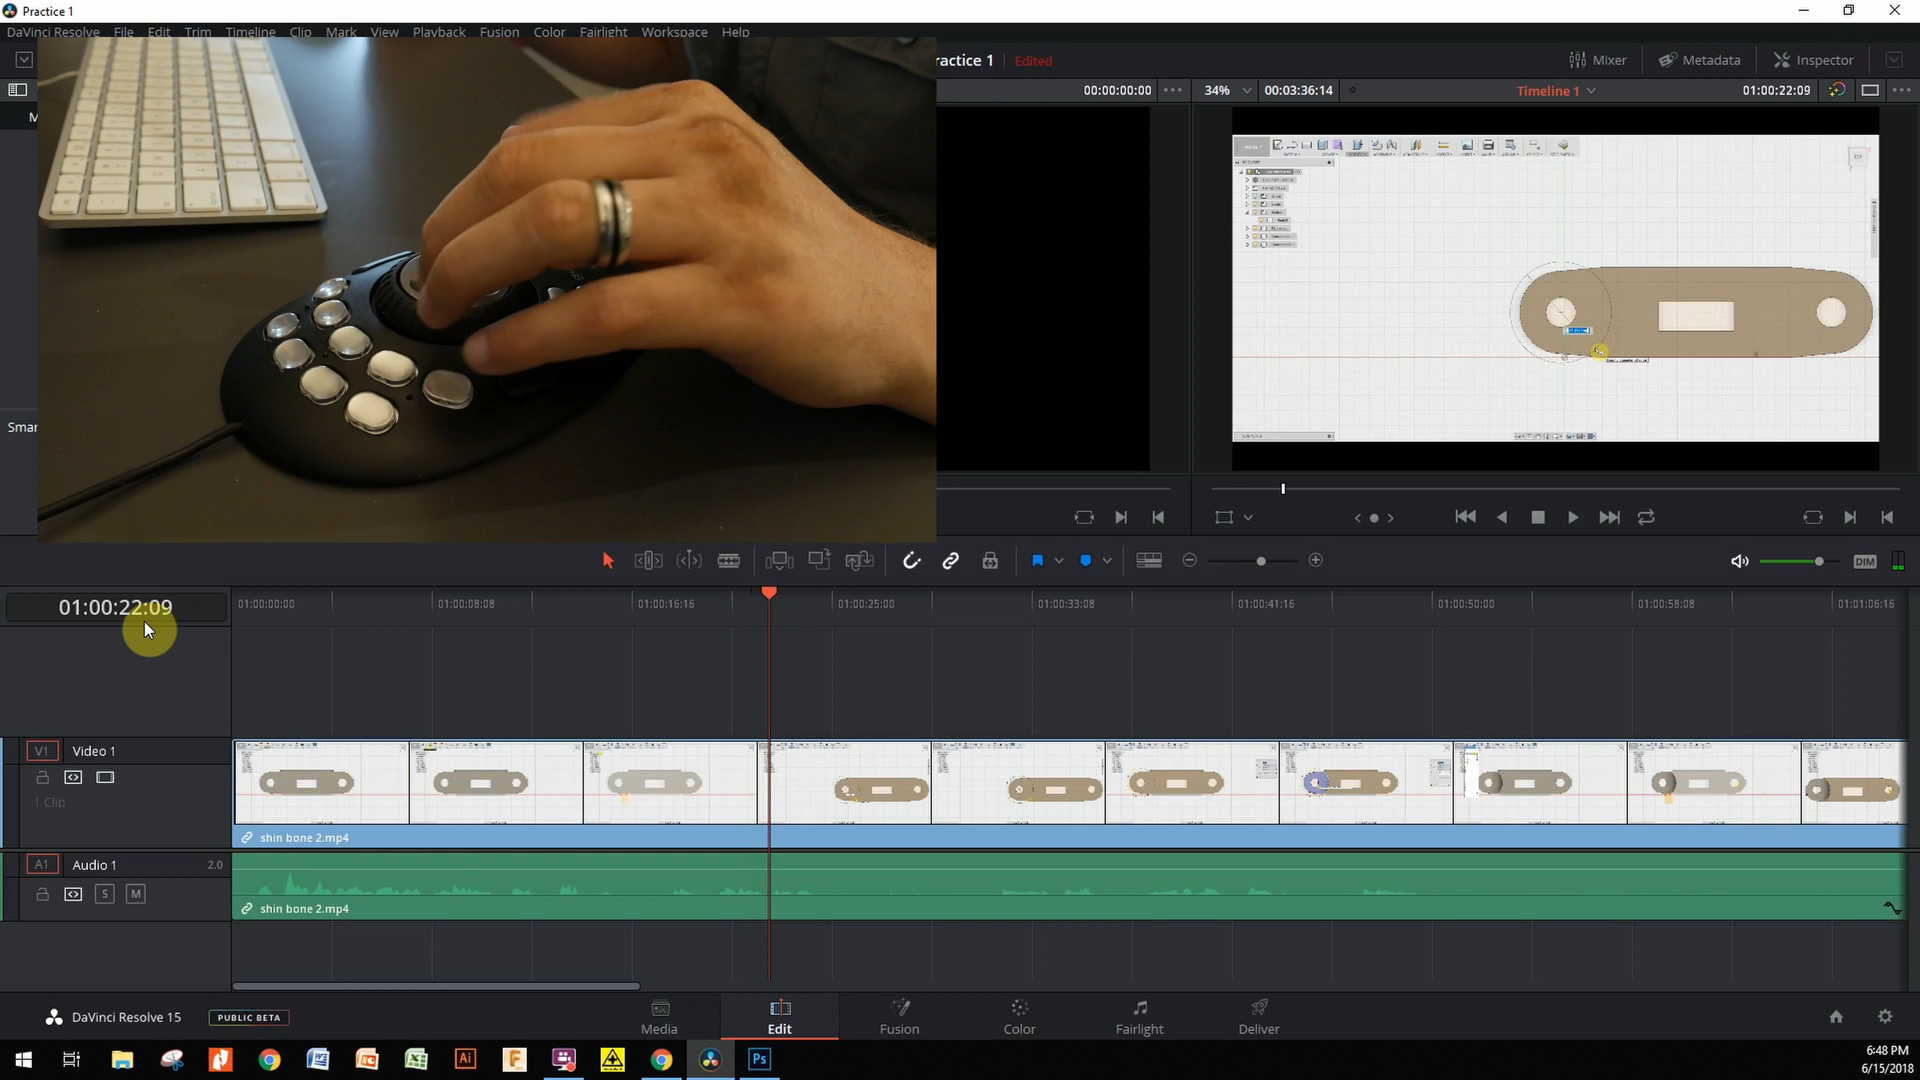 Practice 1
DaVinci Resolve File Edit Trim Timeline Clip Mark View Playback Fusion Color Fairlight Workspace Help
ractice 1 Edited
Mixer Metadata Inspector
00:00:00:00 34% 00:03:36:14 Timeline 1 01:00:22:09
M
Smar
DIM
01:00:22:09
01:00:00:00 01:00:08:08 01:00:16:16 01:00:25:00 01:00:33:08 01:00:41:16 01:00:50:00 01:00:58:08 01:01:06:16
V1 Video 1
1 Clip
shin bone 2.mp4
A1 Audio 1 2.0
S M
shin bone 2.mp4
DaVinci Resolve 15 PUBLIC BETA
Media Edit Fusion Color Fairlight Deliver
Ai Ps
6:48 PM
6/15/2018